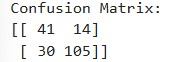 Confusion Matrix:
[[ 41  14]
 [ 30 105]]